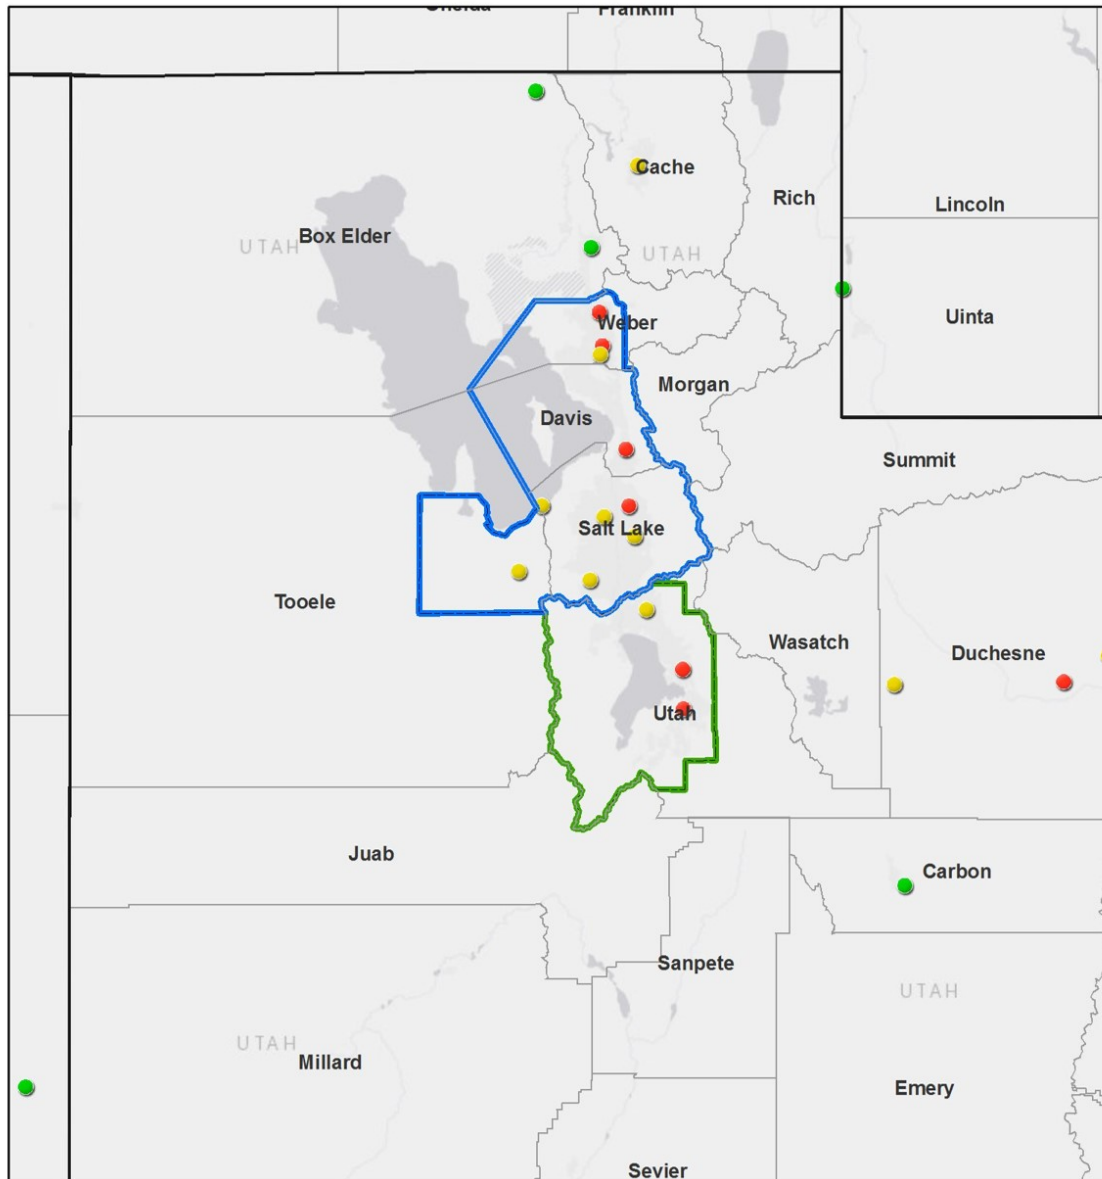 Franklin
Cache
Rich
Lincoln
Box Elder
UTAH
UTAH
Uinta
Weber
Morgan
Davis
Summit
Salt Lake
Tooele
Wasatch
Duchesne
Utah
Juab
Carbon
Sanpete
UTAH
UTAH
Millard
Emery
Sevier